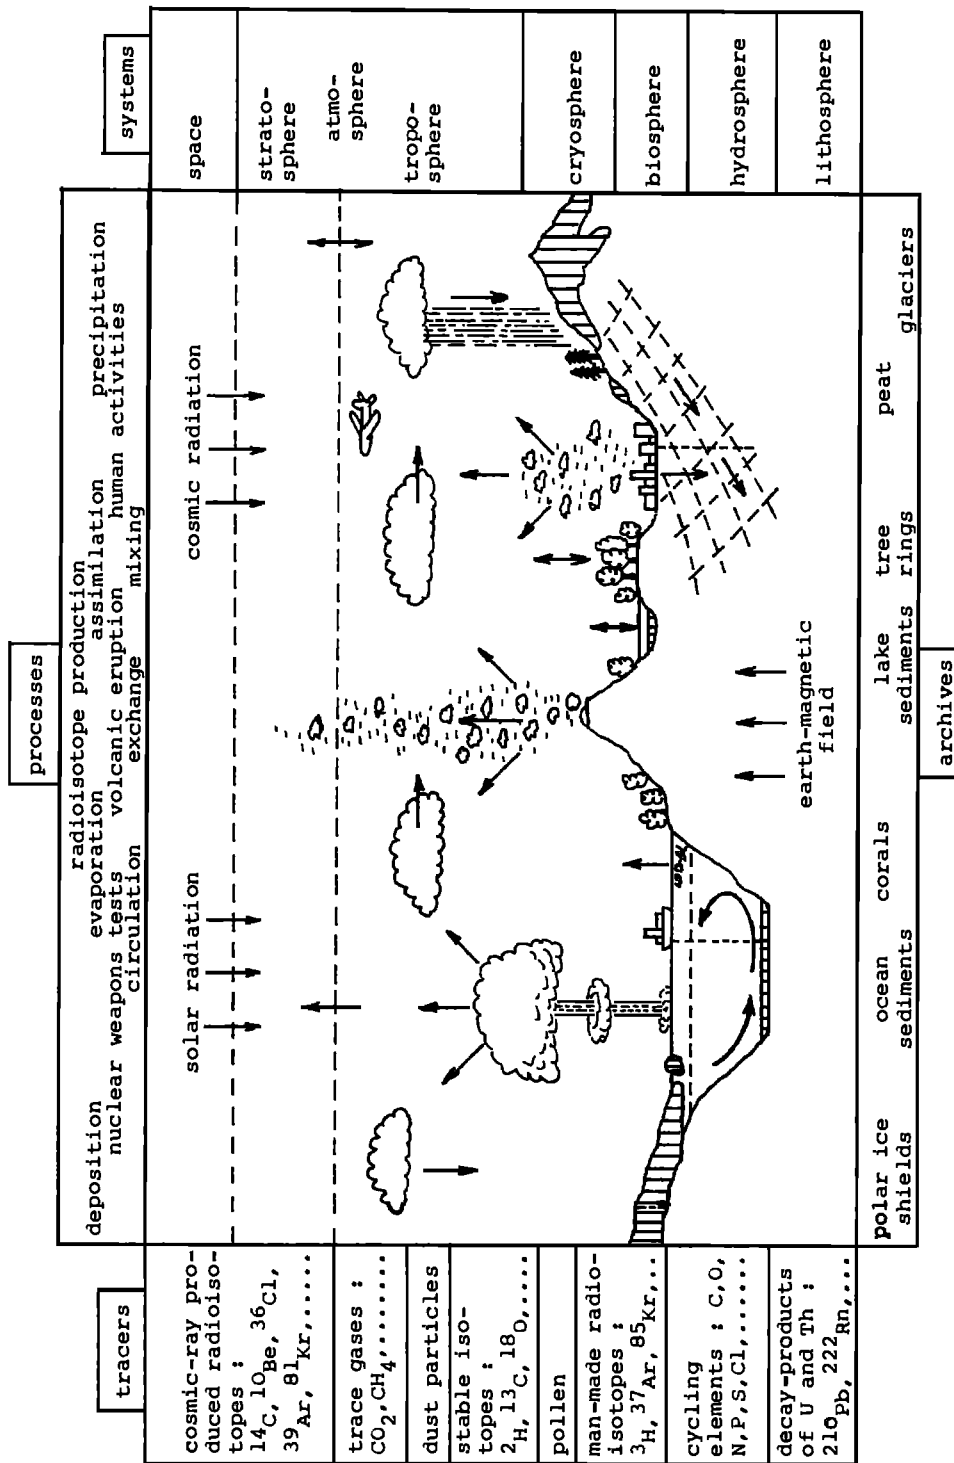 processes
radioisotope production
deposition evaporation assimilation precipitation
nuclear weapons tests volcanic eruption human activities
circulation exchange mixing
tracers
cosmic-ray pro-
duced radioiso-
topes :
14C, 10Be, 36Cl,
39Ar, 81Kr,.....
trace gases :
CO2,CH4,......
dust particles
stable iso-
topes :
2H, 13C, 18O,....
pollen
man-made radio-
isotopes :
3H, 37Ar, 85Kr,..
cycling
elements : C,O,
N,P,S,Cl,......
decay-products
of U and Th :
210Pb, 222Rn,...
solar radiation
cosmic radiation
earth-magnetic
field
systems
space
strato-
sphere
atmo-
sphere
tropo-
sphere
cryosphere
biosphere
hydrosphere
lithosphere
polar ice
shields
ocean
sediments
corals
lake
sediments
tree
rings
peat
glaciers
archives